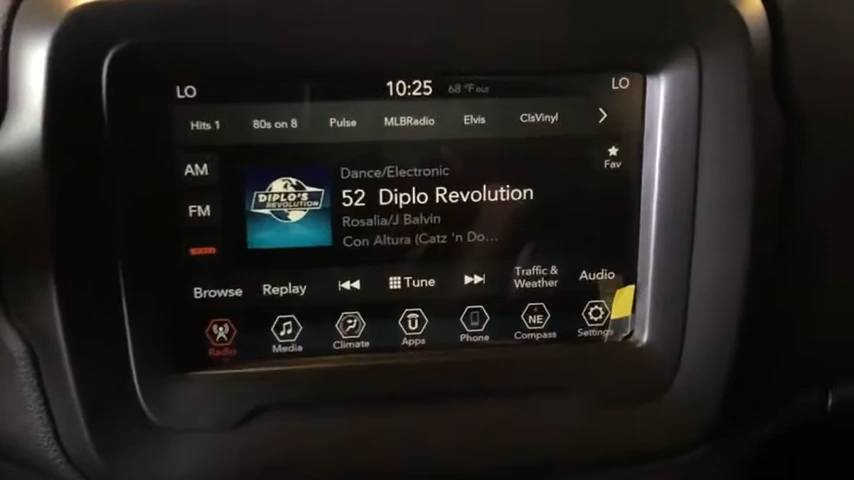 LO 10:25 68 °F out LO
Hits 1 80s on 8 Pulse MLBRadio Elvis ClsVinyl
Fav
AM
Dance/Electronic
52 Diplo Revolution
FM
DIPLO'S
REVOLUTION
Rosalia/J Balvin
Con Altura (Catz 'n Do...
Browse Replay Tune Traffic &
Weather Audio
NE
Radio Media Climate Apps Phone Compass Settings